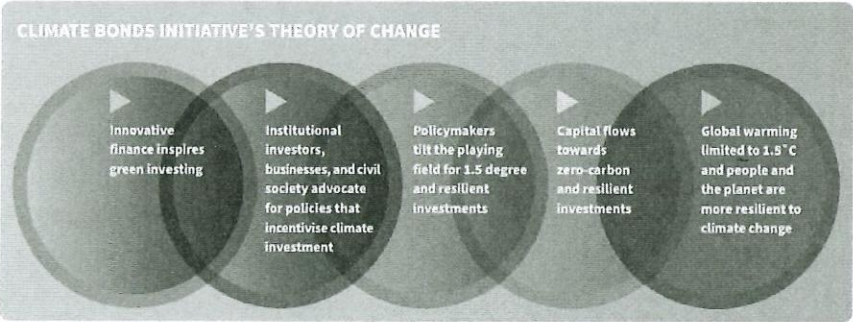 CLIMATE BONDS INITIATIVE'S THEORY OF CHANGE
Innovative
finance inspires
green investing
Institutional
investors,
businesses, and civil
society advocate
for policies that
incentivise climate
investment
Policymakers
tilt the playing
field for 1.5 degree
and resilient
investments
Capital flows
towards
zero-carbon
and resilient
investments
Global warming
limited to 1.5˚C
and people and
the planet are
more resilient to
climate change